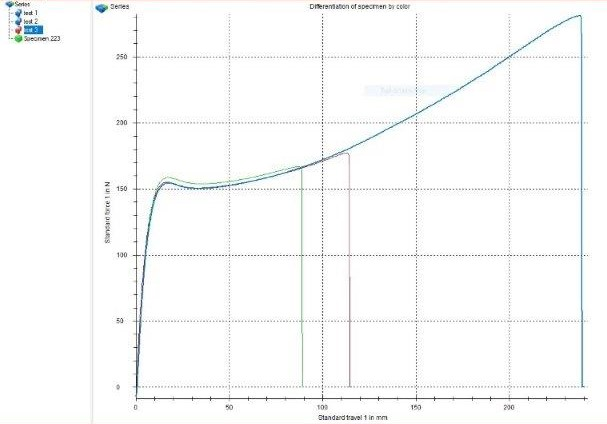 Series
test 1
test 2
test 3
Specimen 223
Series
Differentiation of specimen by color
Standard force 1 in N
250
200
150
100
50
0
0
50
100
150
200
Standard travel 1 in mm